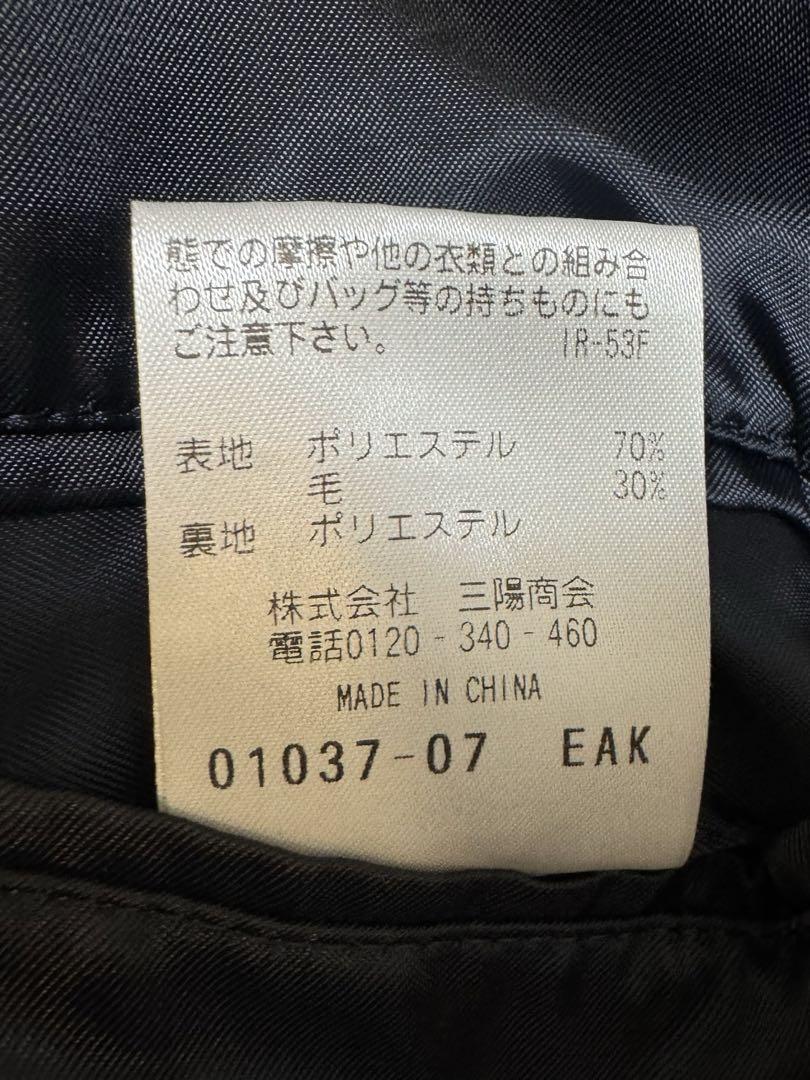 態での摩擦や他の衣類との組み合
わせ及びバッグ等の持ちものにも
ご注意下さい。 IR-53F
表地 ポリエステル 70%
毛 30%
裏地 ポリエステル
株式会社 三陽商会
電話0120-340-460
MADE IN CHINA
01037-07 EAK